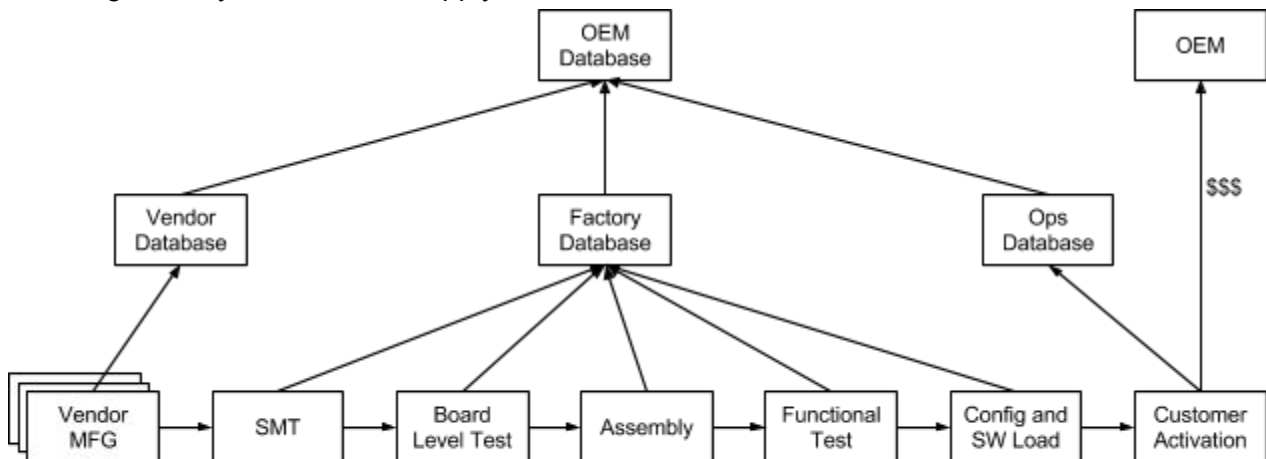 OEM
Database
OEM
$$$
Vendor
Database
Factory
Database
Ops
Database
Vendor
MFG
SMT
Board
Level Test
Assembly
Functional
Test
Config and
SW Load
Customer
Activation